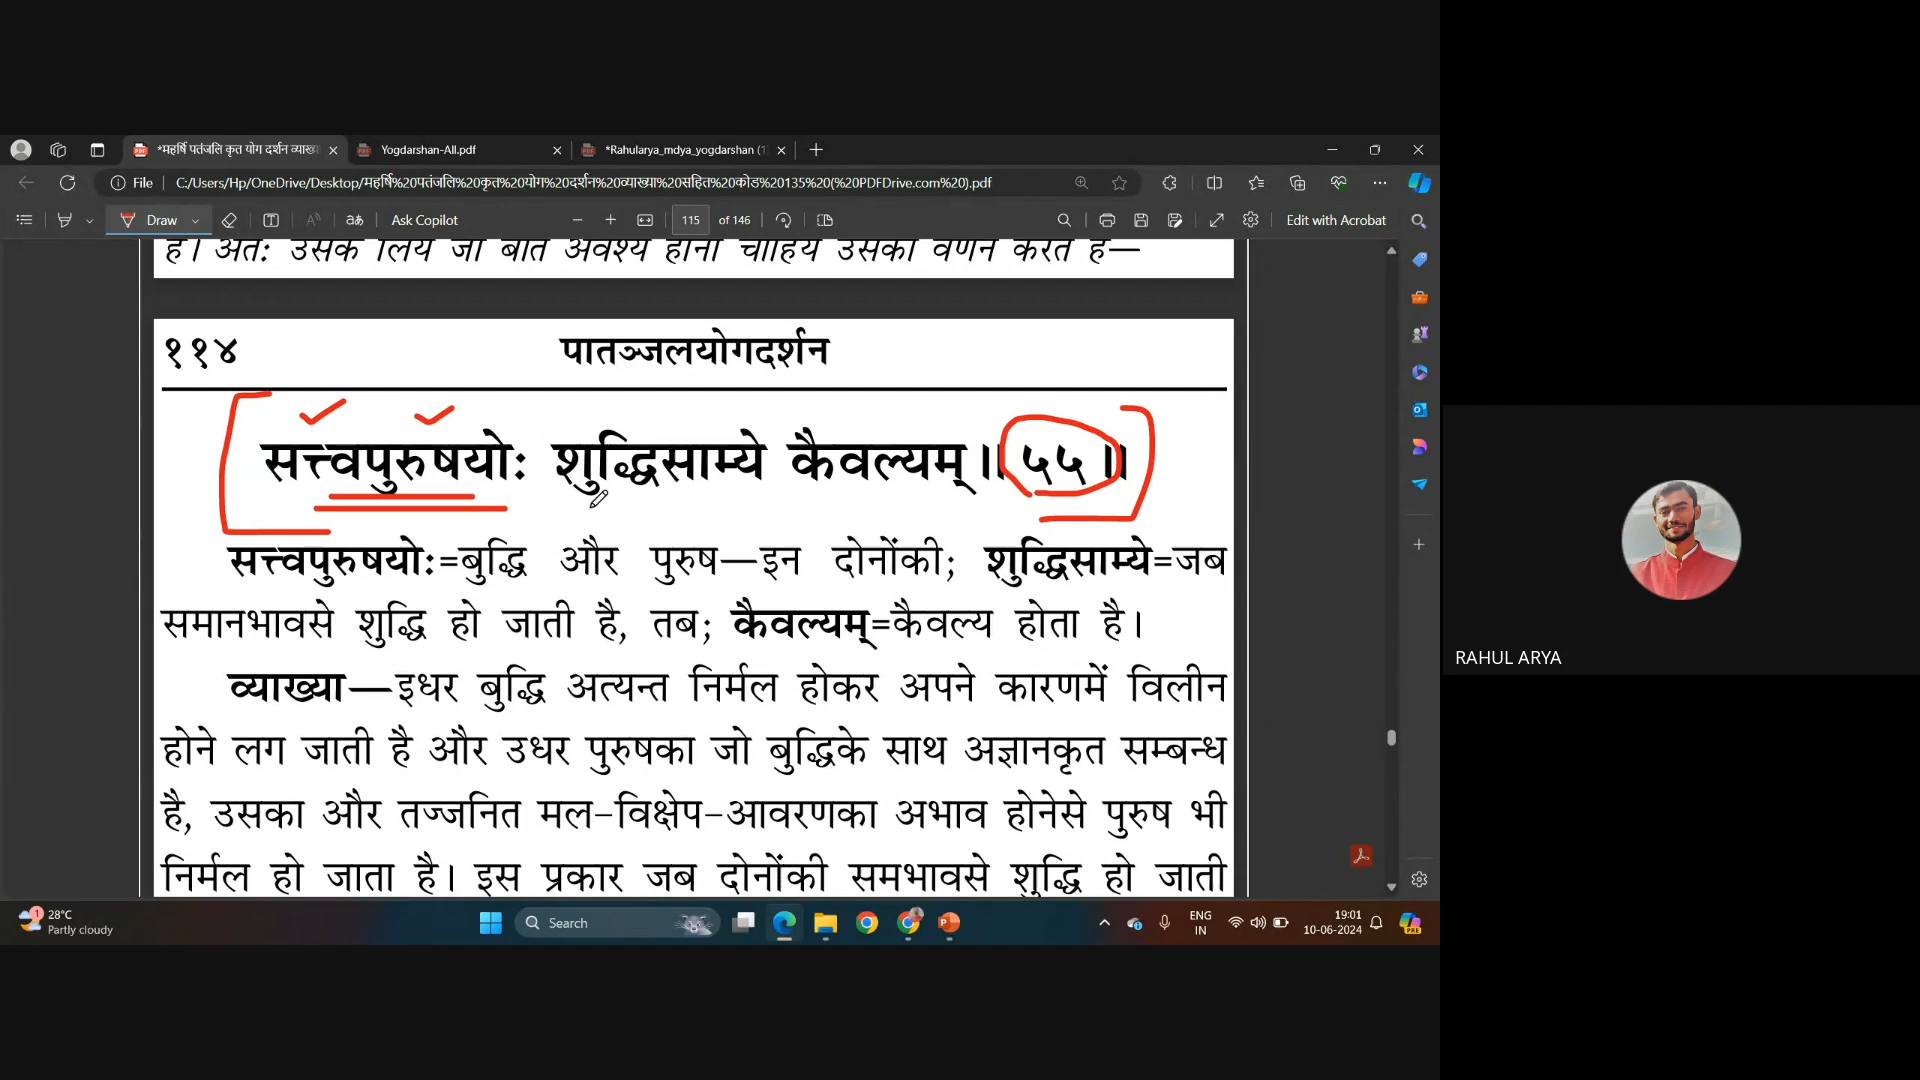 *महर्षि पतंजलि कृत योग दर्शन व्याख्य
Yogdarshan-All.pdf
*Rahularya_mdya_yogdarshan (1
File
C:/Users/Hp/OneDrive/Desktop/महर्षि%20पतंजलि%20कृत%20योग%20दर्शन%20व्याख्या%20सहित%20कोड%20135%20(%20PDFDrive.com%20).pdf
Draw
aあ
Ask Copilot
115
of 146
Edit with Acrobat
है। अतः उसके लिये जो बात अवश्य होनी चाहिये उसका वर्णन करते हैं—
११४
पातञ्जलयोगदर्शन
सत्त्वपुरुषयोः शुद्धिसाम्ये कैवल्यम्॥ ५५॥
सत्त्वपुरुषयोः=बुद्धि और पुरुष—इन दोनोंकी; शुद्धिसाम्ये=जब
समानभावसे शुद्धि हो जाती है, तब; कैवल्यम्=कैवल्य होता है।
व्याख्या—इधर बुद्धि अत्यन्त निर्मल होकर अपने कारणमें विलीन
होने लग जाती है और उधर पुरुषका जो बुद्धिके साथ अज्ञानकृत सम्बन्ध
है, उसका और तज्जनित मल-विक्षेप-आवरणका अभाव होनेसे पुरुष भी
निर्मल हो जाता है। इस प्रकार जब दोनोंकी समभावसे शुद्धि हो जाती
RAHUL ARYA
1
28°C
Partly cloudy
Search
ENG
IN
19:01
10-06-2024
PRE